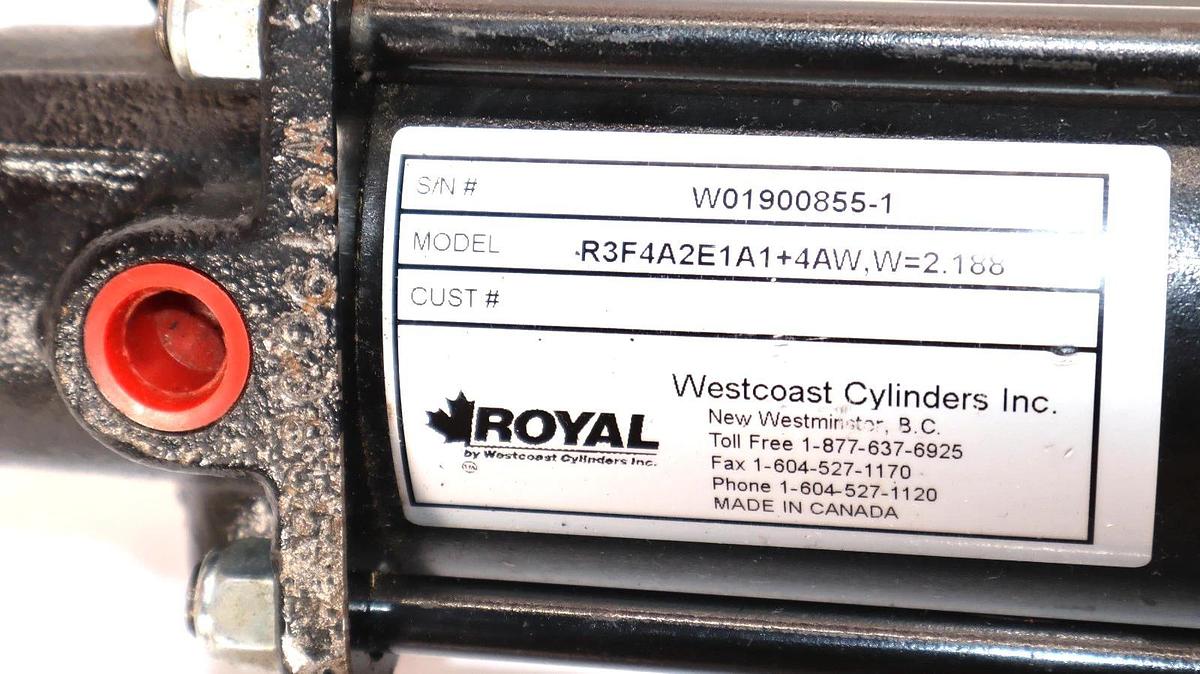 S/N # W01900855-1
MODEL R3F4A2E1A1+4AW,W=2.188
CUST #
ROYAL
by Westcoast Cylinders Inc.
Westcoast Cylinders Inc.
New Westminster, B.C.
Toll Free 1-877-637-6925
Fax 1-604-527-1170
Phone 1-604-527-1120
MADE IN CANADA